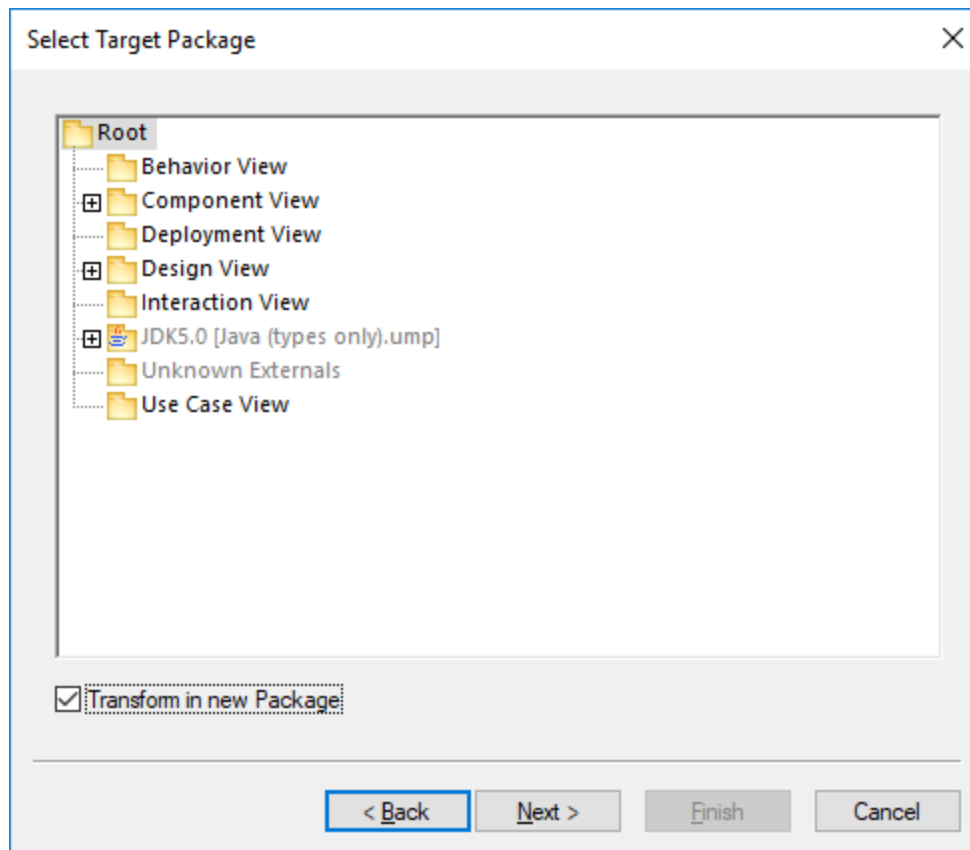 Select Target Package
Root
Behavior View
Component View
Deployment View
Design View
Interaction View
JDK5.0 [Java (types only).ump]
Unknown Externals
Use Case View
Transform in new Package
< Back Next > Finish Cancel